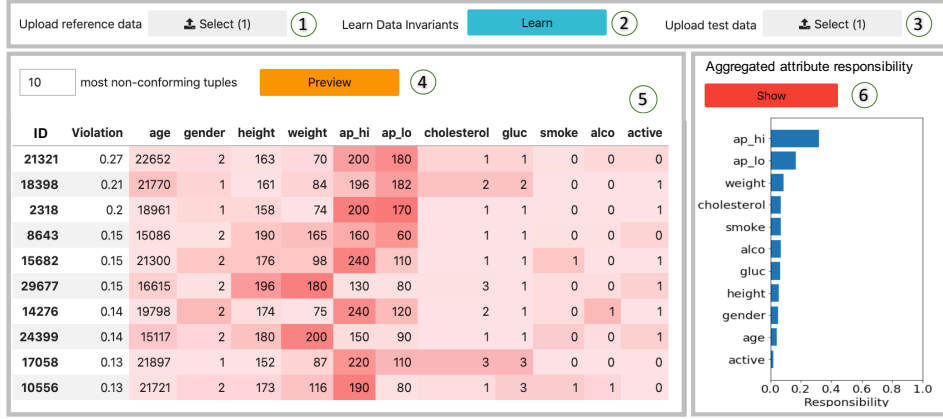 Upload reference data Select (1) 1 Learn Data Invariants Learn 2 Upload test data Select (1) 3
10 most non-conforming tuples Preview 4
5
ID Violation age gender height weight ap_hi ap_lo cholesterol gluc smoke alco active
21321 0.27 22652 2 163 70 200 180 1 1 0 0 0
18398 0.21 21770 1 161 84 196 182 2 2 0 0 1
2318 0.2 18961 1 158 74 200 170 1 1 0 0 1
8643 0.15 15086 2 190 165 160 60 1 1 0 0 0
15682 0.15 21300 2 176 98 240 110 1 1 1 0 1
29677 0.15 16615 2 196 180 130 80 3 1 0 0 1
14276 0.14 19798 2 174 75 240 120 2 1 0 1 1
24399 0.14 15117 2 180 200 150 90 1 1 0 0 1
17058 0.13 21897 1 152 87 220 110 3 3 0 0 0
10556 0.13 21721 2 173 116 190 80 1 3 1 1 0
Aggregated attribute responsibility
Show 6
ap_hi
ap_lo
weight
cholesterol
smoke
alco
gluc
height
gender
age
active
0.0 0.2 0.4 0.6 0.8 1.0
Responsibility